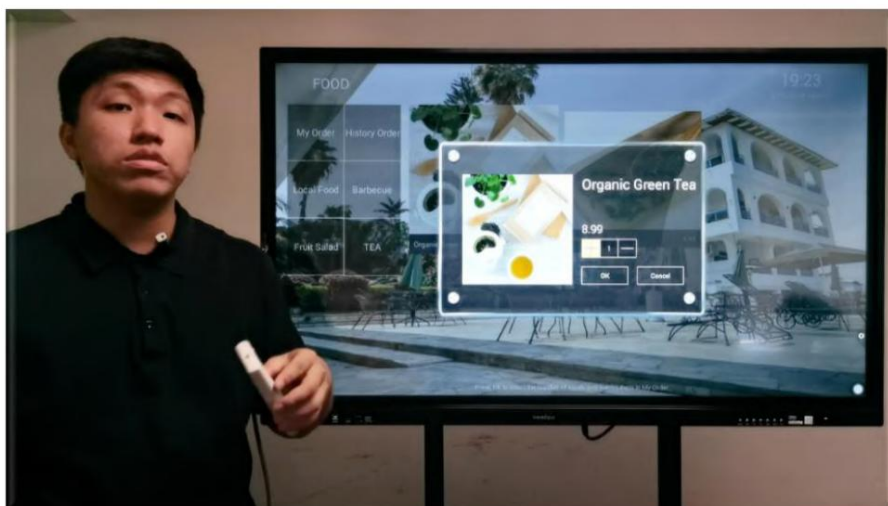 FOOD
19:23
My Order
History Order
Local Food
Barbecue
Fruit Salad
TEA
Organic Green Tea
8.99
1
OK
Cancel